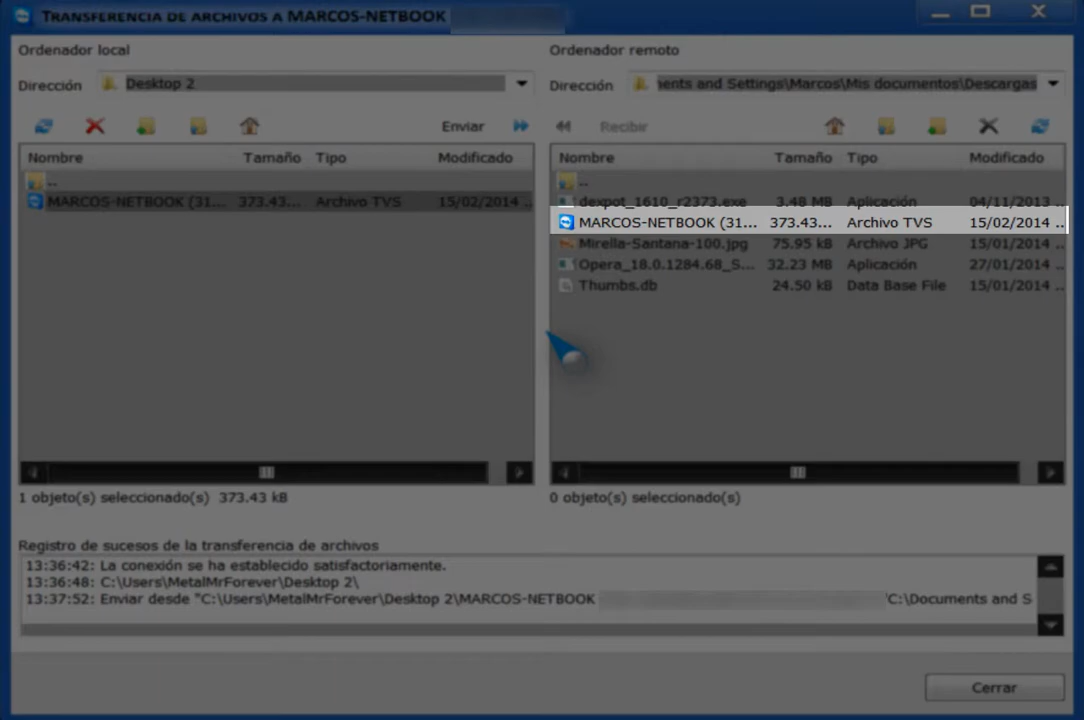 TRANSFERENCIA DE ARCHIVOS A MARCOS-NETBOOK
Ordenador local
Dirección Desktop 2
Enviar
Nombre Tamaño Tipo Modificado
..
MARCOS-NETBOOK (31... 373.43... Archivo TVS 15/02/2014 ..
1 objeto(s) seleccionado(s) 373.43 kB
Ordenador remoto
Dirección ents and Settings\Marcos\Mis documentos\Descargas
Recibir
Nombre Tamaño Tipo Modificado
..
dexpot_1610_r2373.exe 3.48 MB Aplicación 04/11/2013 ..
MARCOS-NETBOOK (31... 373.43... Archivo TVS 15/02/2014 ..
Mirella-Santana-100.jpg 75.95 kB Archivo JPG 15/01/2014 ..
Opera_18.0.1284.68_S... 32.23 MB Aplicación 27/01/2014 ..
Thumbs.db 24.50 kB Data Base File 15/01/2014 ..
0 objeto(s) seleccionado(s)
Registro de sucesos de la transferencia de archivos
13:36:42: La conexión se ha establecido satisfactoriamente.
13:36:48: C:\Users\MetalMrForever\Desktop 2\
13:37:52: Enviar desde "C:\Users\MetalMrForever\Desktop 2\MARCOS-NETBOOK 'C:\Documents and S
Cerrar